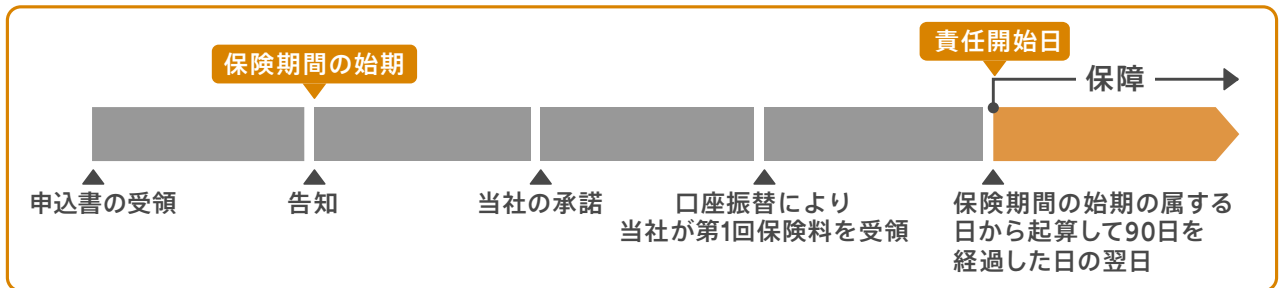 責任開始日
保険期間の始期
保障
申込書の受領
告知
当社の承諾
口座振替により
当社が第1回保険料を受領
保険期間の始期の属する
日から起算して90日を
経過した日の翌日